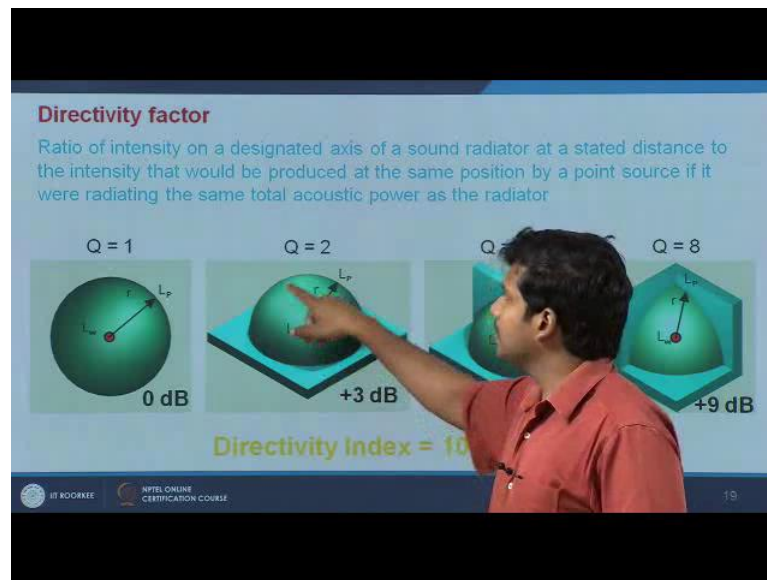 Directivity factor
Ratio of intensity on a designated axis of a sound radiator at a stated distance to
the intensity that would be produced at the same position by a point source if it
were radiating the same total acoustic power as the radiator
Q = 1 Q = 2 Q Q = 8
r Lp
Lw
0 dB
r Lp
+3 dB
Lp
r
Lw
+9 dB
Directivity Index = 10
IIT ROORKEE
NPTEL ONLINE
CERTIFICATION COURSE
19